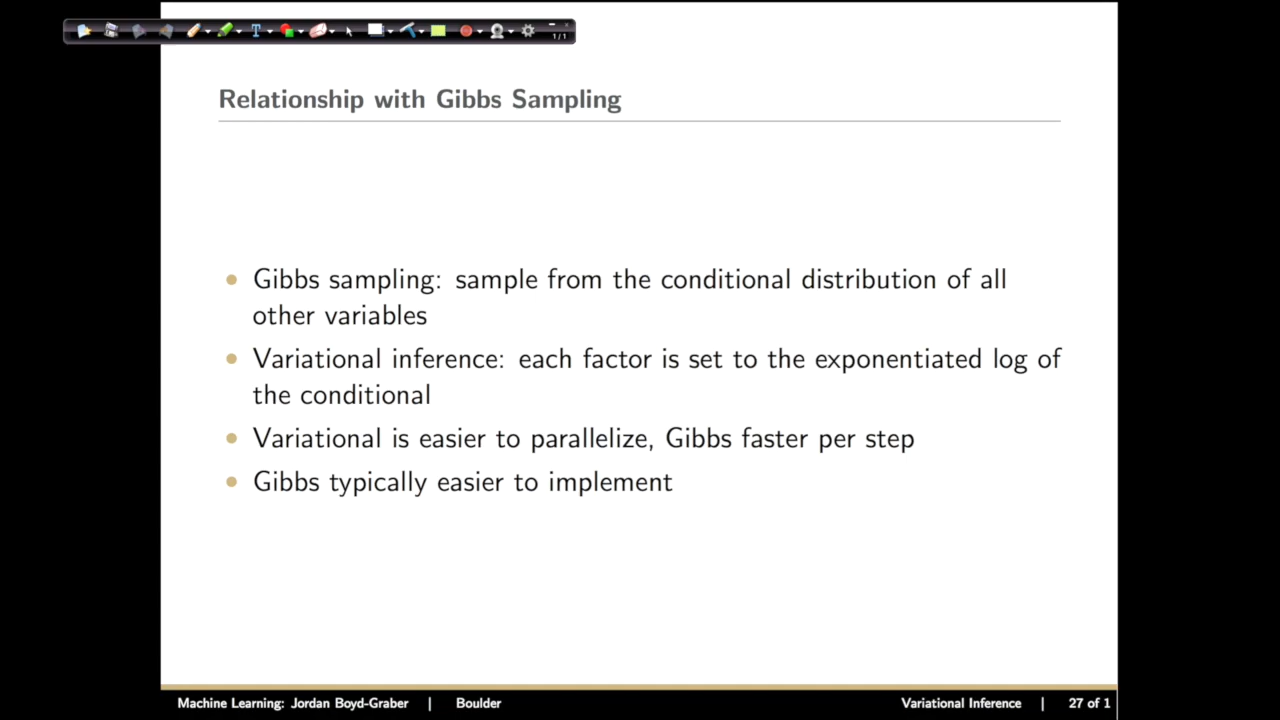 T
1/1
Relationship with Gibbs Sampling
• Gibbs sampling: sample from the conditional distribution of all
other variables
• Variational inference: each factor is set to the exponentiated log of
the conditional
• Variational is easier to parallelize, Gibbs faster per step
• Gibbs typically easier to implement
Machine Learning: Jordan Boyd-Graber | Boulder
Variational Inference | 27 of 1